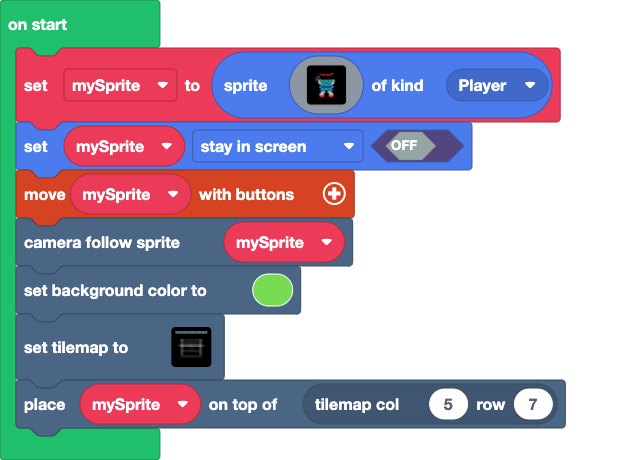 on start
set mySprite to sprite of kind Player
set mySprite stay in screen OFF
move mySprite with buttons
camera follow sprite mySprite
set background color to
set tilemap to
place mySprite on top of tilemap col 5 row 7